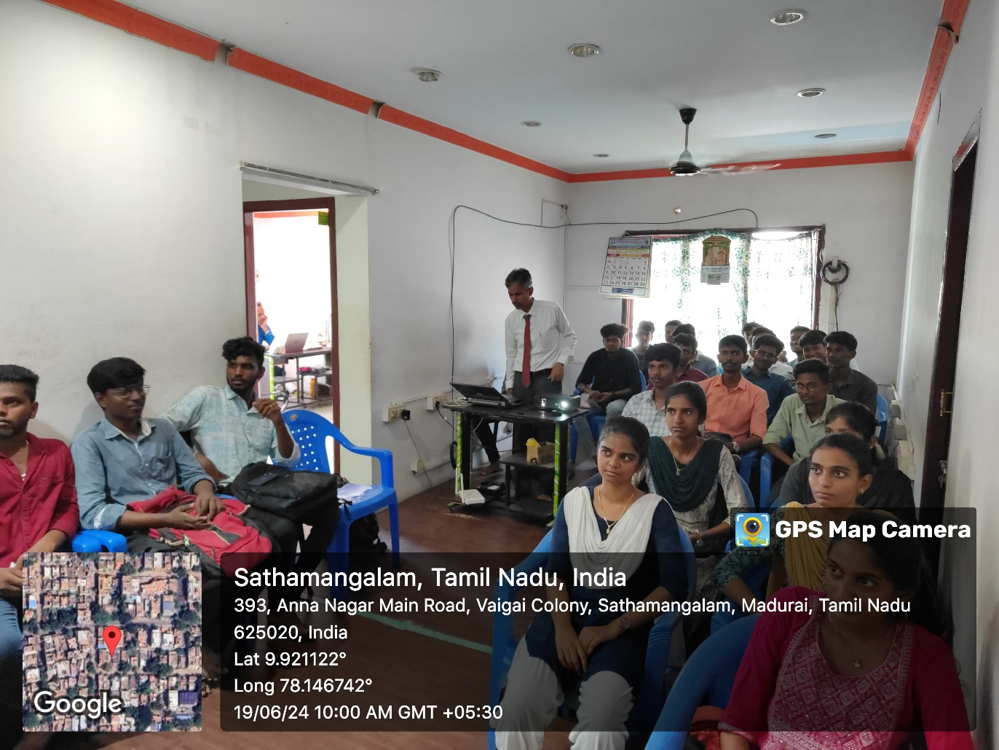 GPS Map Camera
Sathamangalam, Tamil Nadu, India
393, Anna Nagar Main Road, Vaigai Colony, Sathamangalam, Madurai, Tamil Nadu
625020, India
Lat 9.921122°
Long 78.146742°
19/06/24 10:00 AM GMT +05:30
Google